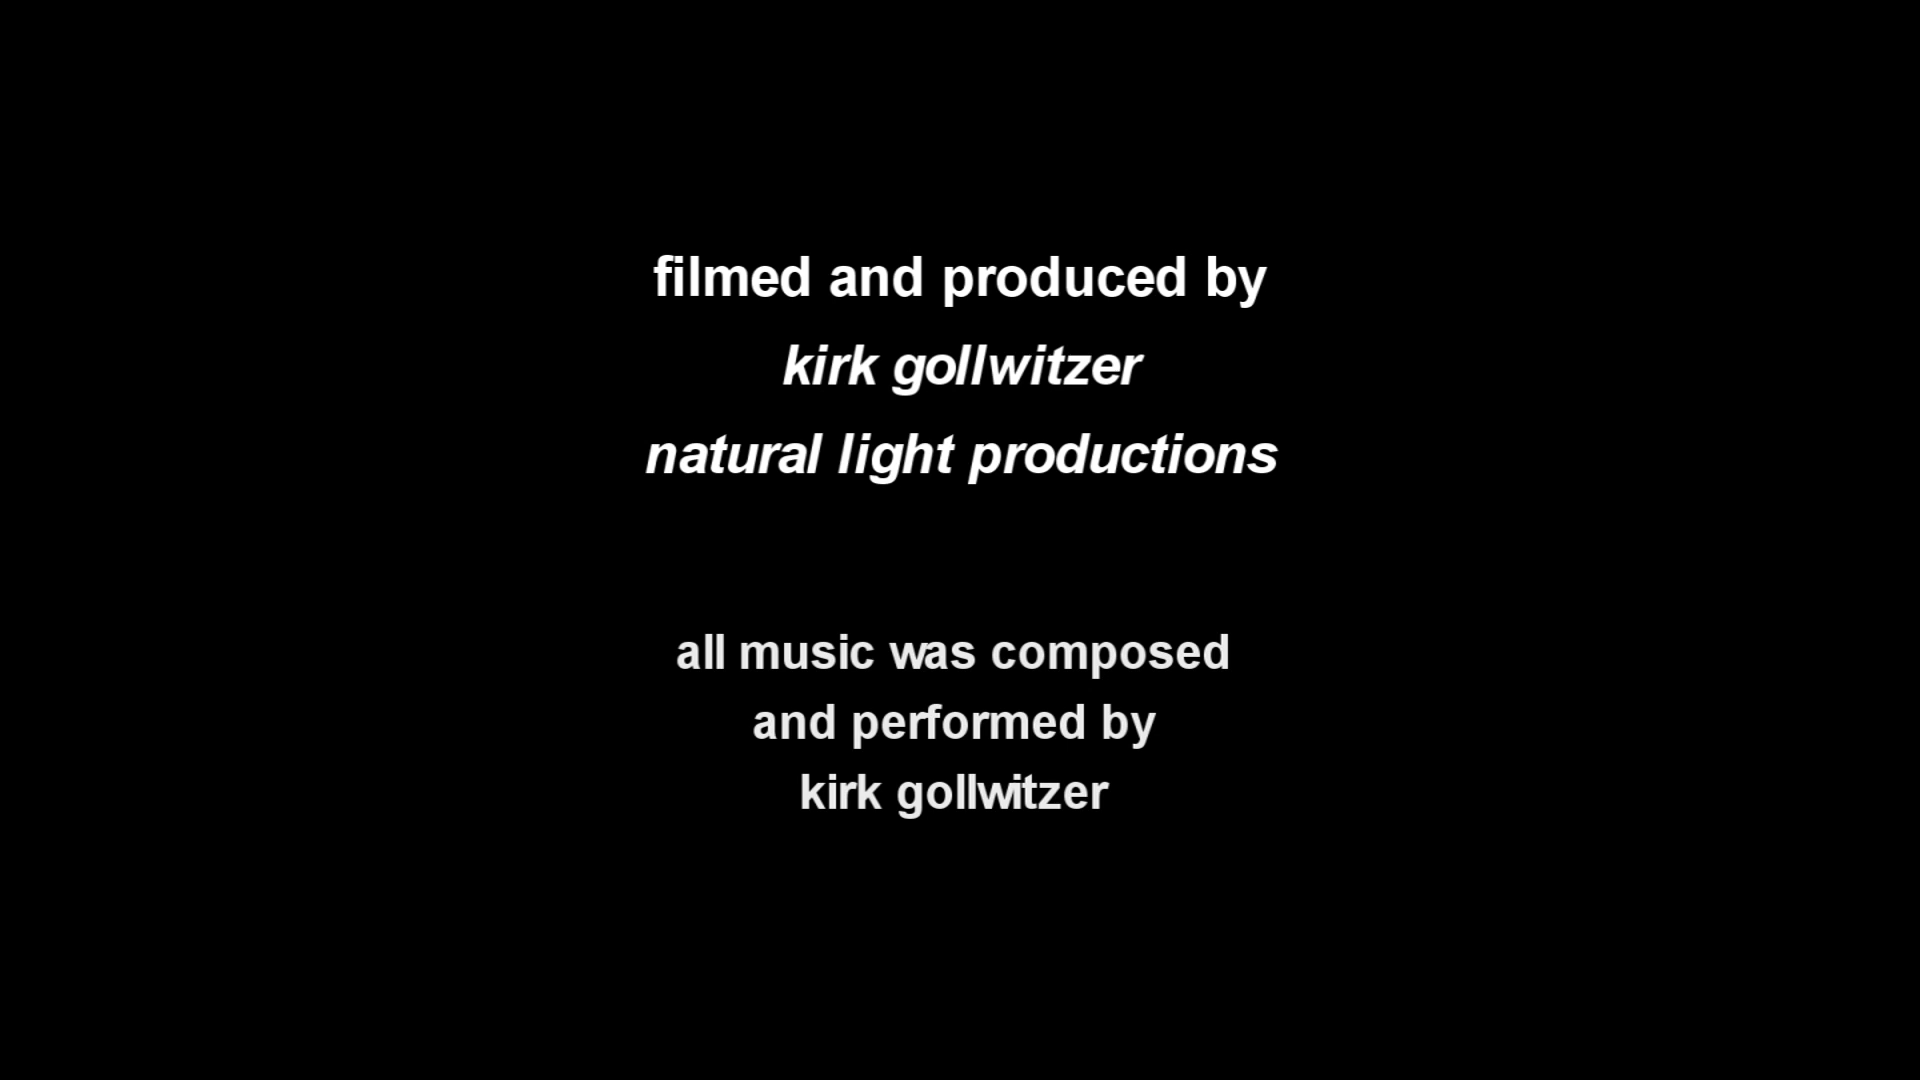 filmed and produced by
kirk gollwitzer
natural light productions
all music was composed
and performed by
kirk gollwitzer